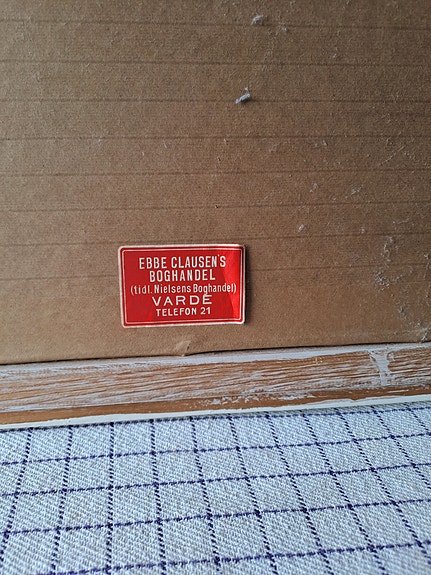 EBBE CLAUSEN'S
BOGHANDEL
(tidl. Nielsens Boghandel)
VARDE
TELEFON 21